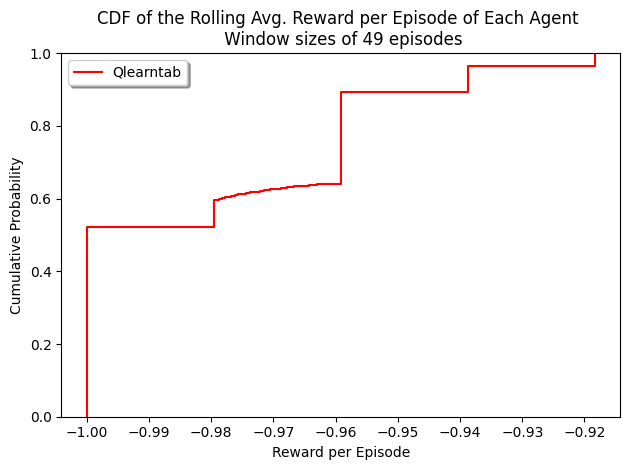 CDF of the Rolling Avg. Reward per Episode of Each Agent
Window sizes of 49 episodes
Qlearntab
Cumulative Probability
1.0
0.8
0.6
0.4
0.2
0.0
−1.00 −0.99 −0.98 −0.97 −0.96 −0.95 −0.94 −0.93 −0.92
Reward per Episode